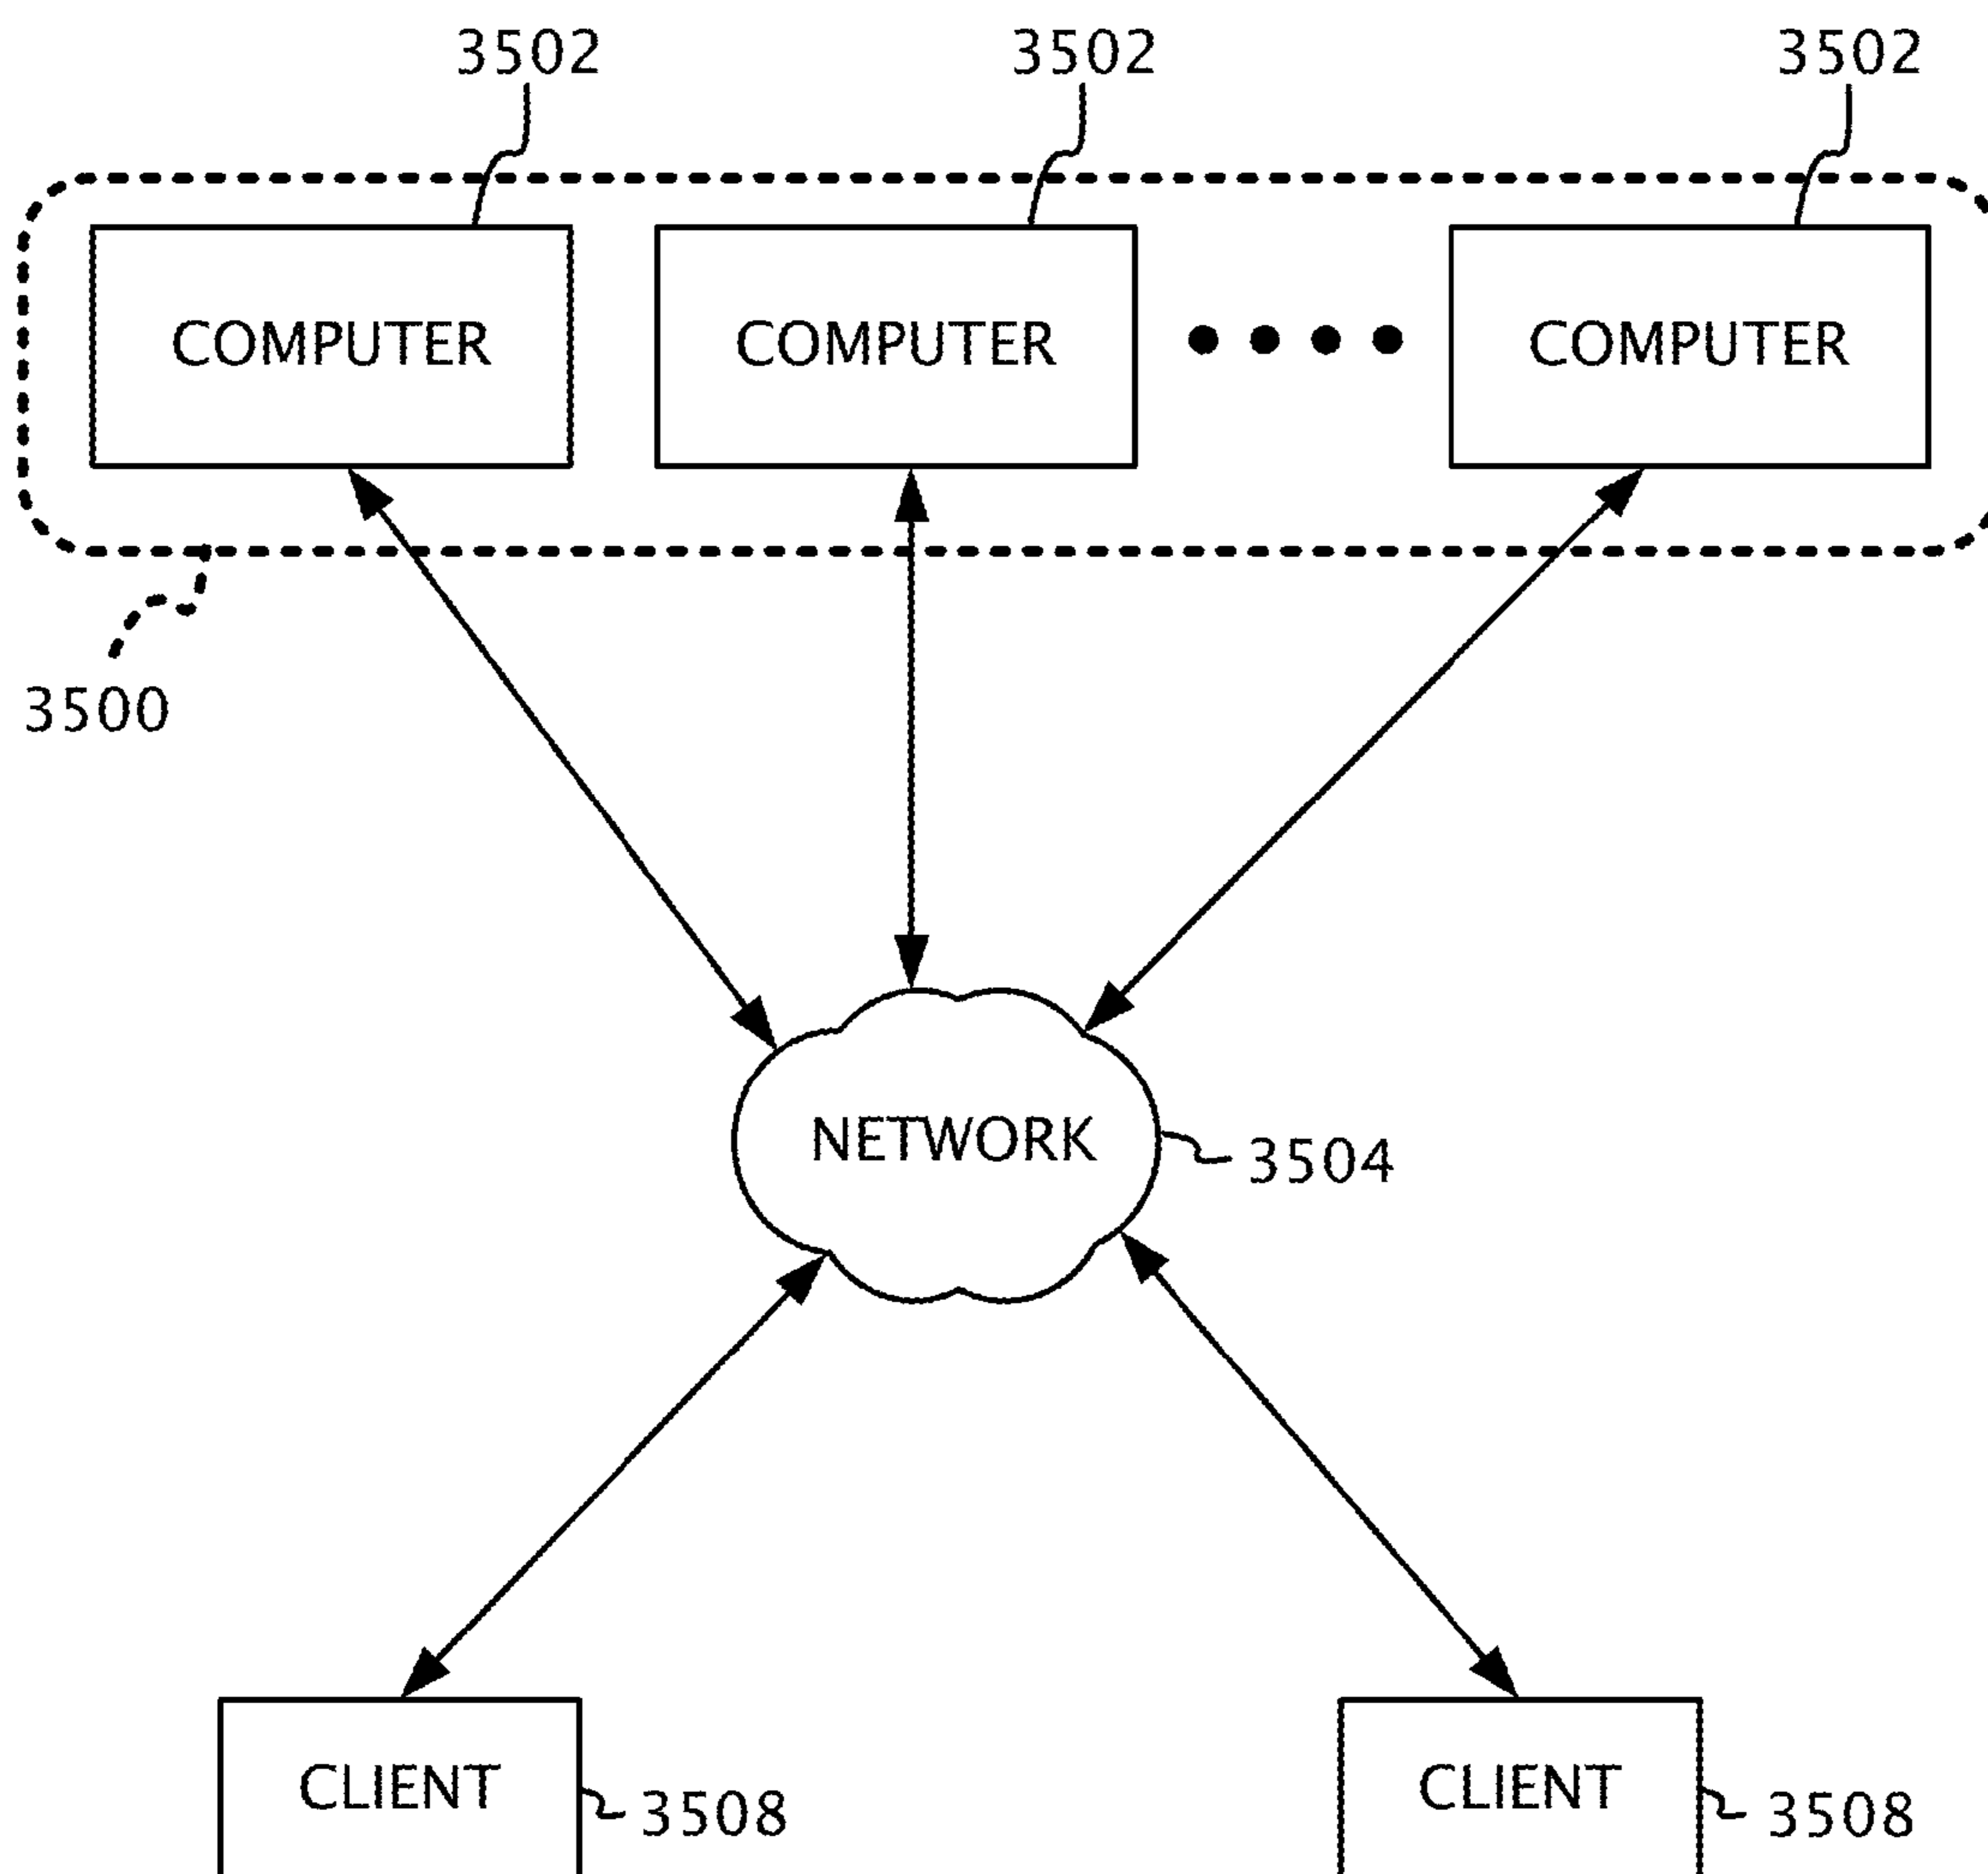 3502 3502 3502
COMPUTER COMPUTER COMPUTER
3500
NETWORK
3504
CLIENT 3508 CLIENT 3508